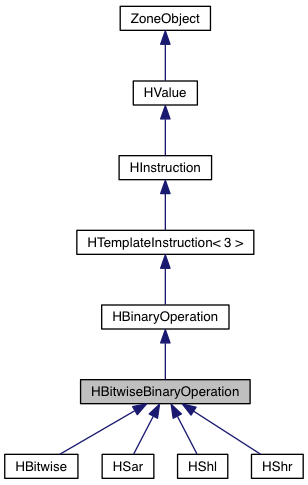 ZoneObject
HValue
HInstruction
HTemplateInstruction< 3 >
HBinaryOperation
HBitwiseBinaryOperation
HBitwise
HSar
HShl
HShr